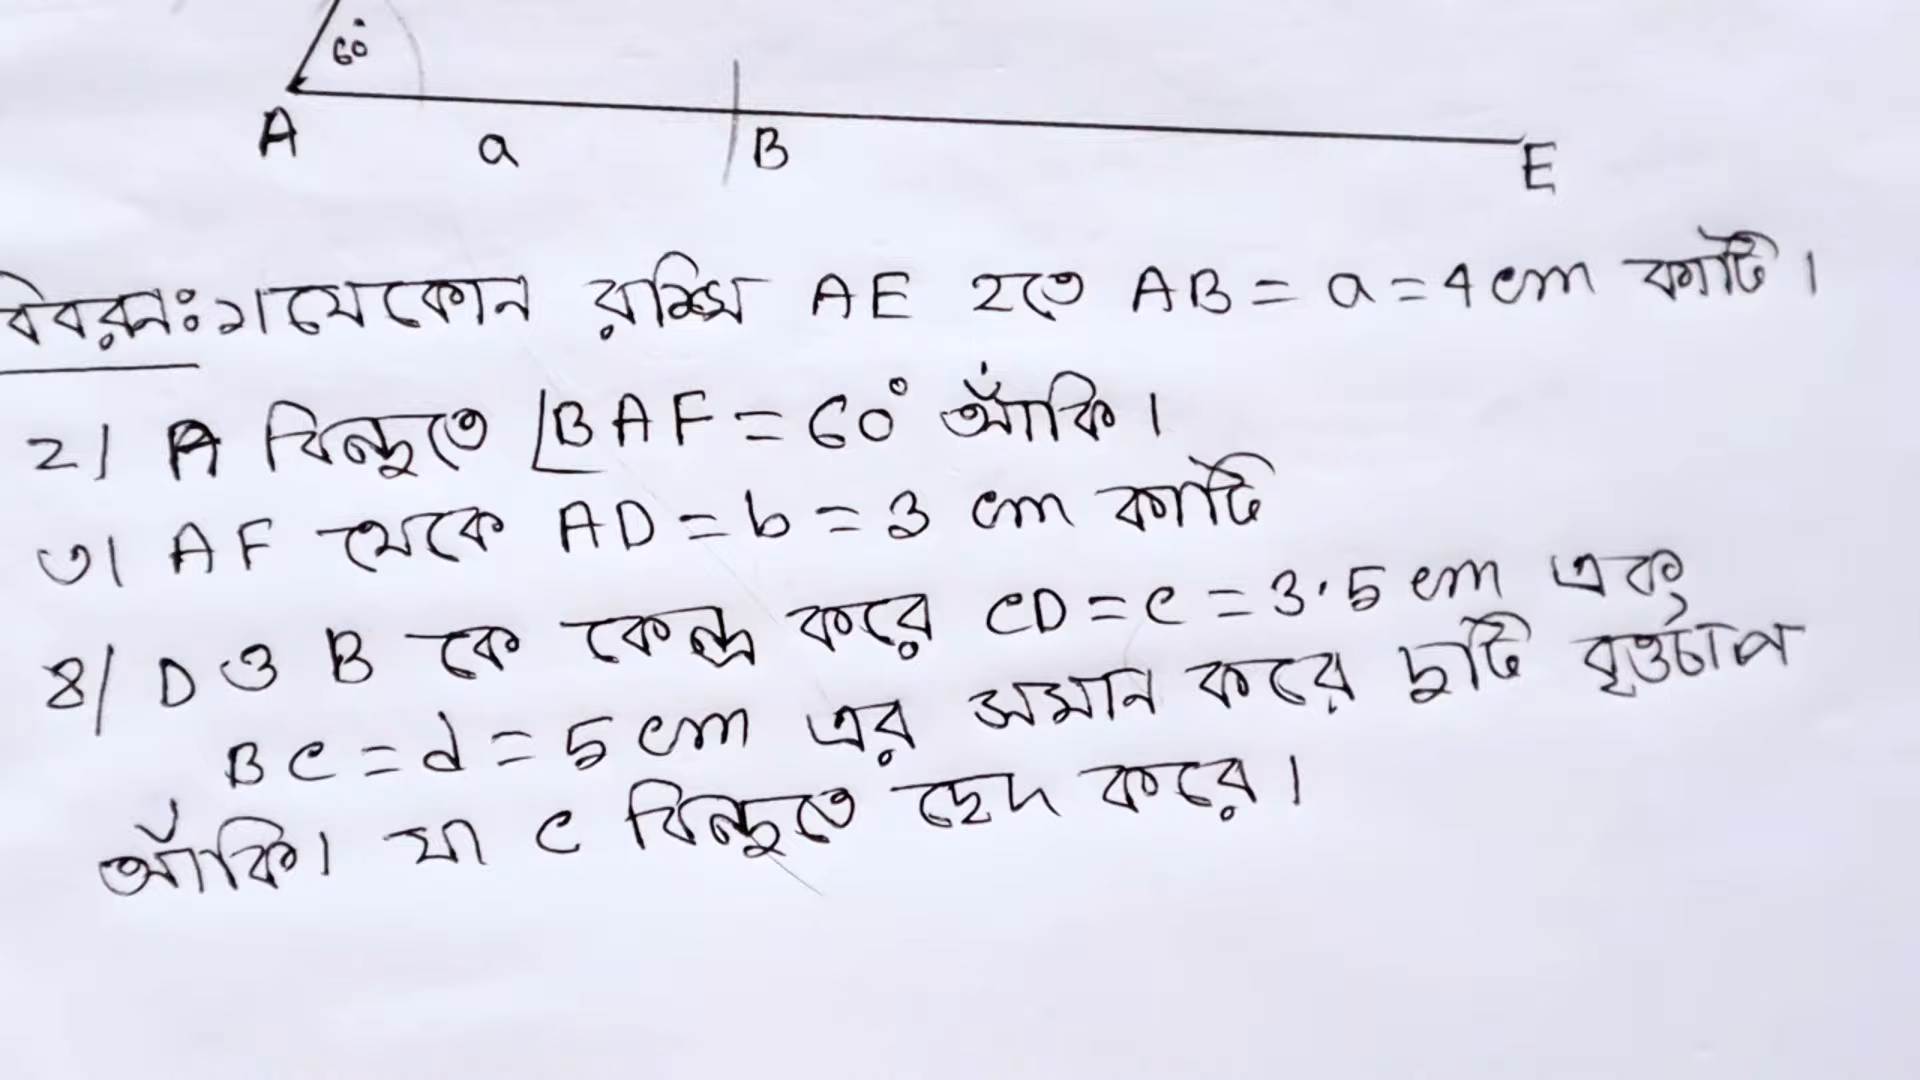 60°
A a B E
বিবরন: ১। যেকোন রশ্মি AE হতে AB = a = 4 cm কাটি।
২। A বিন্দুতে ∠BAF = 60° আঁকি।
৩। AF থেকে AD = b = 3 cm কাটি
৪। D ও B কে কেন্দ্র করে CD = c = 3.5 cm এবং
BC = d = 5 cm এর সমান করে দুটি বৃত্তচাপ
আঁকি। যা C বিন্দুতে ছেদ করে।